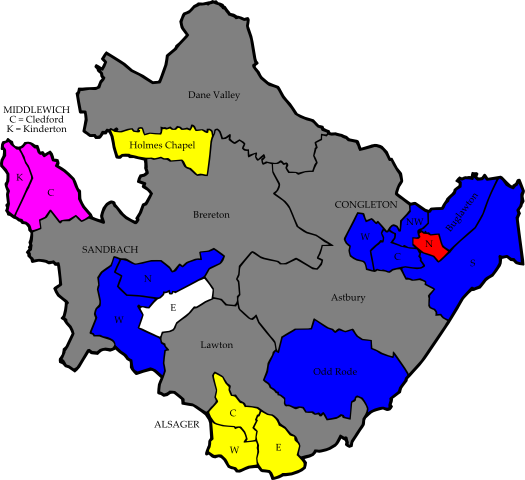 Dane Valley
MIDDLEWICH
C = Cledford
K = Kinderton
Holmes Chapel
K
C
Brereton
CONGLETON
Buglawton
NW
W
N
C
S
SANDBACH
N
E
W
Astbury
Lawton
Odd Rode
ALSAGER
C
W
E